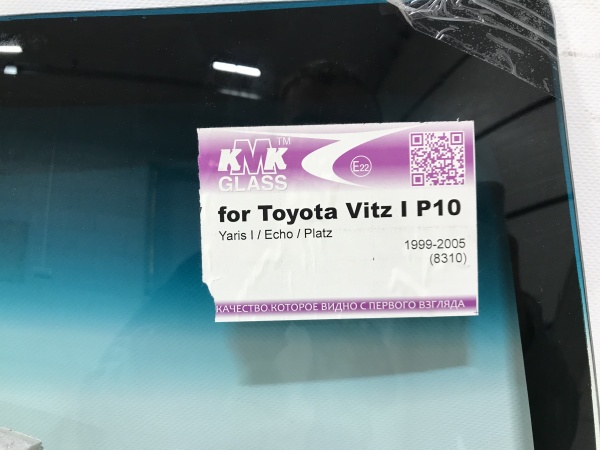 KMK™
GLASS
E22
for Toyota Vitz I P10
Yaris I / Echo / Platz
1999-2005
(8310)
КАЧЕСТВО КОТОРОЕ ВИДНО С ПЕРВОГО ВЗГЛЯДА